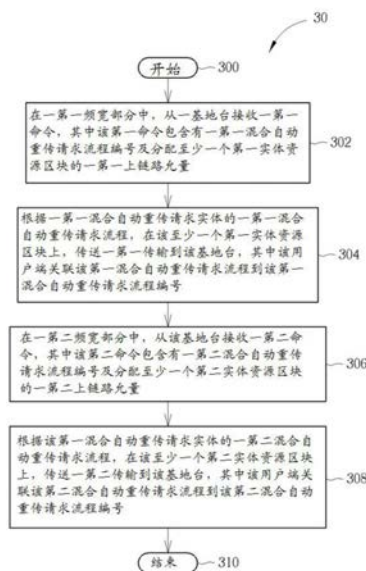 30
开始
300
在一第一频宽部分中，从一基地台接收一第一
命令，其中该第一命令包含有一第一混合自动
重传请求流程编号及分配至少一个第一实体资
源区块的一第一上链路允量
302
根据一第一混合自动重传请求实体的一第一混合
自动重传请求流程，在该至少一个第一实体资源
区块上，传送一第一传输到该基地台，其中该用
户端关联该第一混合自动重传请求流程到该第一
混合自动重传请求流程编号
304
在一第二频宽部分中，从该基地台接收一第二命
令，其中该第二命令包含有一第二混合自动重传
请求流程编号及分配至少一个第二实体资源区块
的一第二上链路允量
306
根据该第一混合自动重传请求实体的一第二混合自动
重传请求流程，在该至少一个第二实体资源区块
上，传送一第二传输到该基地台，其中该用户端关
联该第二混合自动重传请求流程到该第二混合自动
重传请求流程编号
308
结束
310